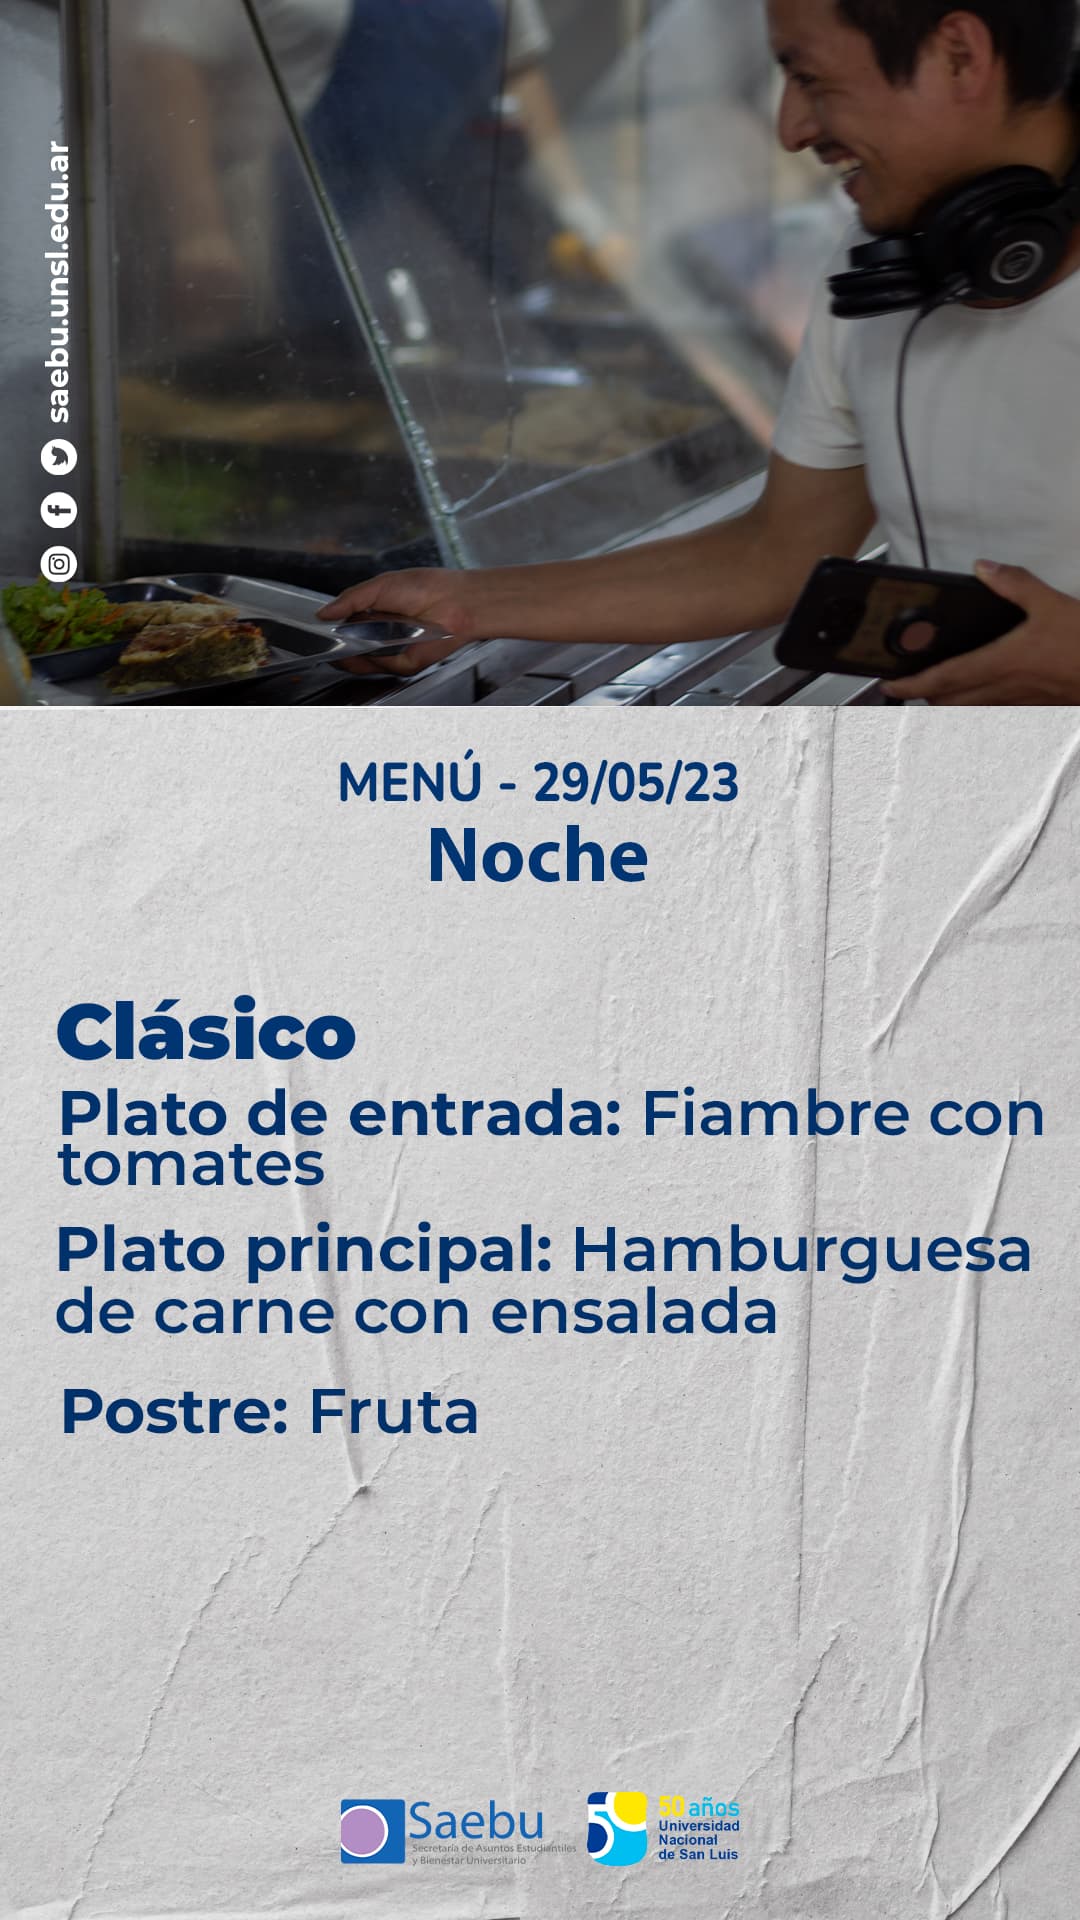 saebu.unsl.edu.ar
MENÚ - 29/05/23
Noche
Clásico
Plato de entrada: Fiambre con
tomates
Plato principal: Hamburguesa
de carne con ensalada
Postre: Fruta
Saebu
Secretaría de Asuntos Estudiantiles
y Bienestar Universitario
50 años
Universidad
Nacional
de San Luis